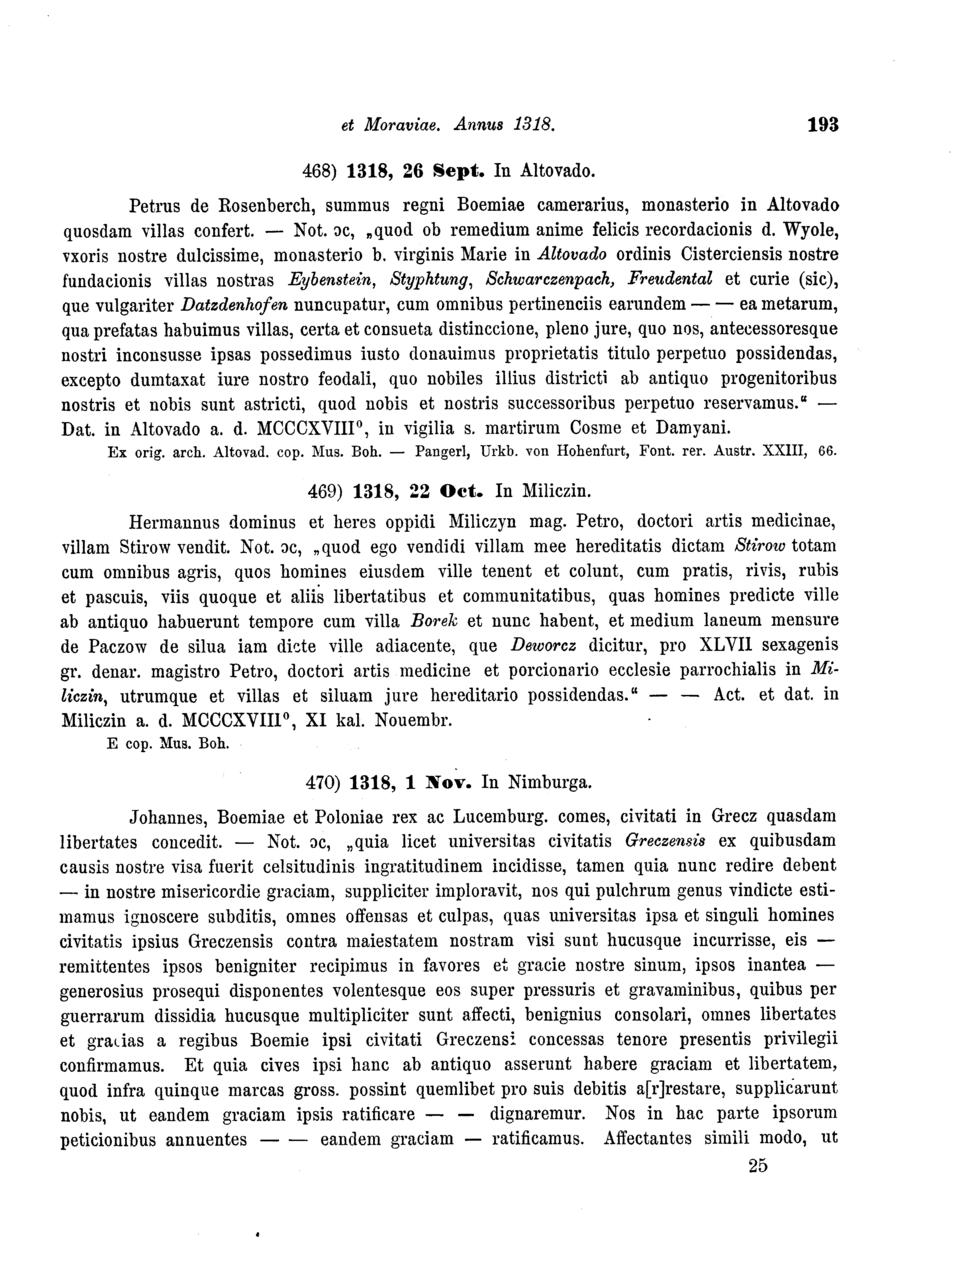 et Moraviae. Annus 1318. 193
468) 1318, 26 Sept. In Altovado.
Petrus de Rosenberch, summus regni Boemiae camerarius, monasterio in Altovado
quosdam villas confert. — Not. ɔc, „quod ob remedium anime felicis recordacionis d. Wyole,
vxoris nostre dulcissime, monasterio b. virginis Marie in Altovado ordinis Cisterciensis nostre
fundacionis villas nostras Eybenstein, Styphtung, Schwarczenpach, Freudental et curie (sic),
que vulgariter Datzdenhofen nuncupatur, cum omnibus pertinenciis earundem — — ea metarum,
qua prefatas habuimus villas, certa et consueta distinccione, pleno jure, quo nos, antecessoresque
nostri inconsusse ipsas possedimus iusto donauimus proprietatis titulo perpetuo possidendas,
excepto dumtaxat iure nostro feodali, quo nobiles illius districti ab antiquo progenitoribus
nostris et nobis sunt astricti, quod nobis et nostris successoribus perpetuo reservamus.“ —
Dat. in Altovado a. d. MCCCXVIII⁰, in vigilia s. martirum Cosme et Damyani.
Ex orig. arch. Altovad. cop. Mus. Boh. — Pangerl, Urkb. von Hohenfurt, Font. rer. Austr. XXIII, 66.
469) 1318, 22 Oct. In Miliczin.
Hermannus dominus et heres oppidi Miliczyn mag. Petro, doctori artis medicinae,
villam Stirow vendit. Not. ɔc, „quod ego vendidi villam mee hereditatis dictam Stirow totam
cum omnibus agris, quos homines eiusdem ville tenent et colunt, cum pratis, rivis, rubis
et pascuis, viis quoque et aliis libertatibus et communitatibus, quas homines predicte ville
ab antiquo habuerunt tempore cum villa Borek et nunc habent, et medium laneum mensure
de Paczow de silua iam dicte ville adiacente, que Deworcz dicitur, pro XLVII sexagenis
gr. denar. magistro Petro, doctori artis medicine et porcionario ecclesie parrochialis in Mi-
liczin, utrumque et villas et siluam jure hereditario possidendas.“ — — Act. et dat. in
Miliczin a. d. MCCCXVIII⁰, XI kal. Nouembr.
E cop. Mus. Boh.
470) 1318, 1 Nov. In Nimburga.
Johannes, Boemiae et Poloniae rex ac Lucemburg. comes, civitati in Grecz quasdam
libertates concedit. — Not. ɔc, „quia licet universitas civitatis Greczensis ex quibusdam
causis nostre visa fuerit celsitudinis ingratitudinem incidisse, tamen quia nunc redire debent
— in nostre misericordie graciam, suppliciter imploravit, nos qui pulchrum genus vindicte esti-
mamus ignoscere subditis, omnes offensas et culpas, quas universitas ipsa et singuli homines
civitatis ipsius Greczensis contra maiestatem nostram visi sunt hucusque incurrisse, eis —
remittentes ipsos benigniter recipimus in favores et gracie nostre sinum, ipsos inantea —
generosius prosequi disponentes volentesque eos super pressuris et gravaminibus, quibus per
guerrarum dissidia hucusque multipliciter sunt affecti, benignius consolari, omnes libertates
et gracias a regibus Boemie ipsi civitati Greczensi concessas tenore presentis privilegii
confirmamus. Et quia cives ipsi hanc ab antiquo asserunt habere graciam et libertatem,
quod infra quinque marcas gross. possint quemlibet pro suis debitis a[r]restare, supplicarunt
nobis, ut eandem graciam ipsis ratificare — — dignaremur. Nos in hac parte ipsorum
peticionibus annuentes — — eandem graciam — ratificamus. Affectantes simili modo, ut
25